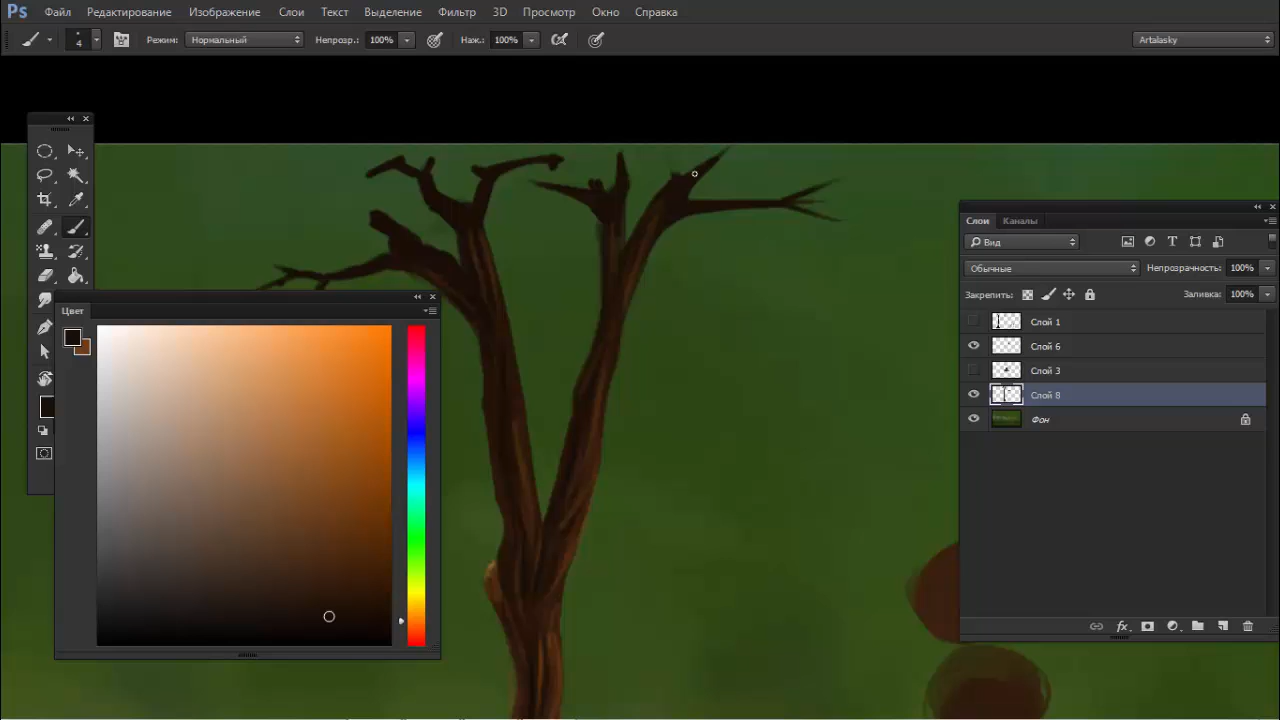 Ps Файл Редактирование Изображение Слои Текст Выделение Фильтр 3D Просмотр Окно Справка
4 Режим: Нормальный Непрозр.: 100% Наж.: 100% Artalasky
Цвет
Слои Каналы
Вид
Обычные Непрозрачность: 100%
Закрепить: Заливка: 100%
Слой 1
Слой 6
Слой 3
Слой 8
Фон
fx